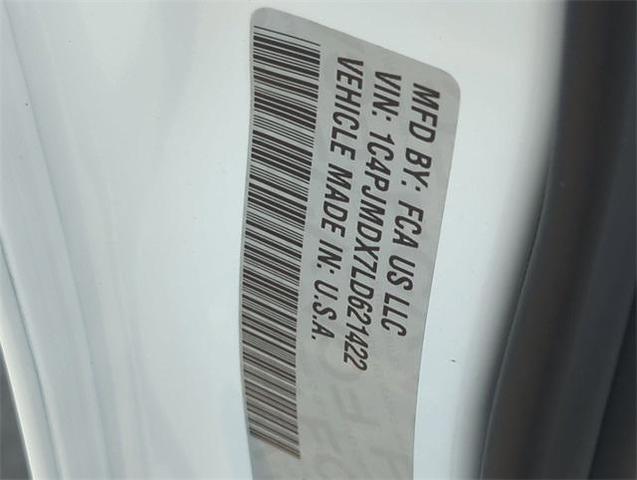 MFD BY: FCA US LLC
VIN: 1C4PJMDX7LD621422
VEHICLE MADE IN: U.S.A.